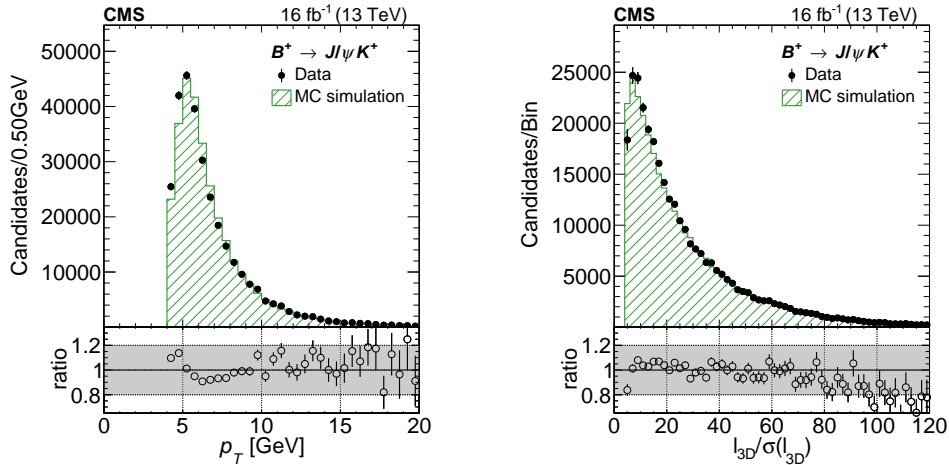 CMS 16 fb⁻¹ (13 TeV)
B⁺ → J/ψ K⁺
Data
MC simulation
Candidates/0.50GeV
50000
40000
30000
20000
10000
ratio
1.2
1
0.8
0 5 10 15 20
p_T [GeV]
CMS 16 fb⁻¹ (13 TeV)
B⁺ → J/ψ K⁺
Data
MC simulation
Candidates/Bin
25000
20000
15000
10000
5000
ratio
1.2
1
0.8
0 20 40 60 80 100 120
l_3D/σ(l_3D)